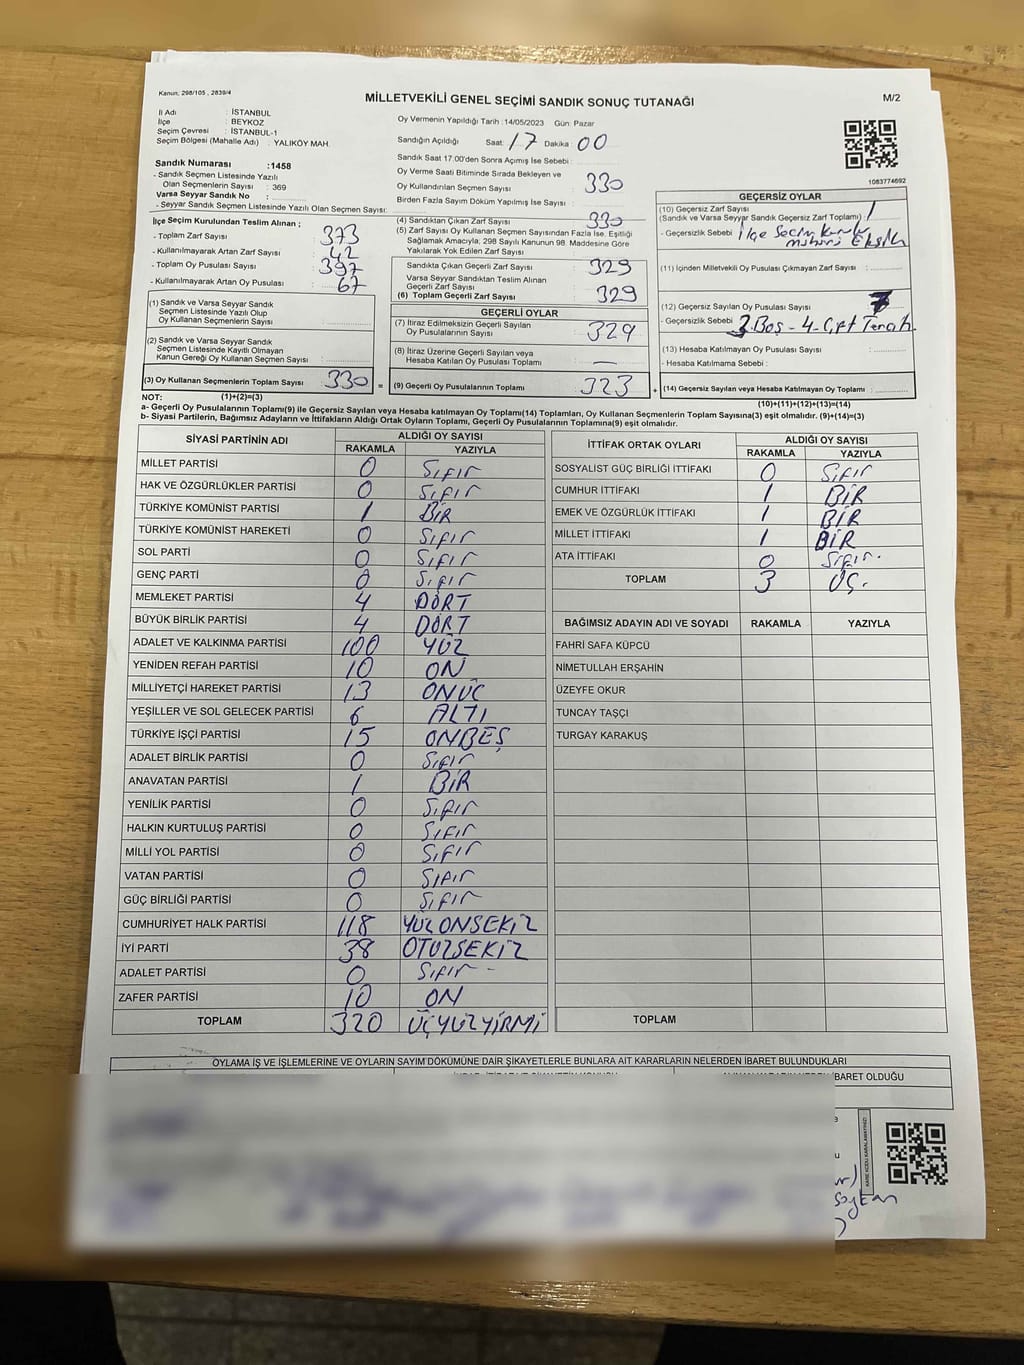 Kanun; 298/105 , 2839/4
MİLLETVEKİLİ GENEL SEÇİMİ SANDIK SONUÇ TUTANAĞI
M/2
İl Adı : İSTANBUL
İlçe : BEYKOZ
Seçim Çevresi : İSTANBUL-1
Seçim Bölgesi (Mahalle Adı) : YALIKÖY MAH.
Sandık Numarası :1458
- Sandık Seçmen Listesinde Yazılı
Olan Seçmenlerin Sayısı : 369
Varsa Seyyar Sandık No :
- Seyyar Sandık Seçmen Listesinde Yazılı Olan Seçmen Sayısı:
Oy Vermenin Yapıldığı Tarih : 14/05/2023 Gün: Pazar
Sandığın Açıldığı Saat: 17 Dakika: 00
Sandık Saat 17.00'den Sonra Açımış İse Sebebi :
Oy Verme Saati Bitiminde Sırada Bekleyen ve
Oy Kullandırılan Seçmen Sayısı : 330
Birden Fazla Sayım Döküm Yapılmış İse Sayısı :
1083774692
İlçe Seçim Kurulundan Teslim Alınan ;
- Toplam Zarf Sayısı : 373
- Kullanılmayarak Artan Zarf Sayısı : 42
- Toplam Oy Pusulası Sayısı : 397
- Kullanılmayarak Artan Oy Pusulası : 67
(1) Sandık ve Varsa Seyyar Sandık
Seçmen Listesinde Yazılı Olup
Oy Kullanan Seçmenlerin Sayısı :
(2) Sandık ve Varsa Seyyar Sandık
Seçmen Listesinde Kayıtlı Olmayan
Kanun Gereği Oy Kullanan Seçmen Sayısı :
(3) Oy Kullanan Seçmenlerin Toplam Sayısı : 330 =
(4) Sandıktan Çıkan Zarf Sayısı : 330
(5) Zarf Sayısı Oy Kullanan Seçmen Sayısından Fazla İse, Eşitliği
Sağlamak Amacıyla, 298 Sayılı Kanunun 98. Maddesine Göre
Yakılarak Yok Edilen Zarf Sayısı :
Sandıkta Çıkan Geçerli Zarf Sayısı : 329
Varsa Seyyar Sandıktan Teslim Alınan
Geçerli Zarf Sayısı :
(6) Toplam Geçerli Zarf Sayısı : 329
GEÇERLİ OYLAR
(7) İtiraz Edilmeksizin Geçerli Sayılan
Oy Pusulalarının Sayısı : 329
(8) İtiraz Üzerine Geçerli Sayılan veya
Hesaba Katılan Oy Pusulası Toplamı : —
(9) Geçerli Oy Pusulalarının Toplamı : 323 +
GEÇERSİZ OYLAR
(10) Geçersiz Zarf Sayısı
(Sandık ve Varsa Seyyar Sandık Geçersiz Zarf Toplamı) : 1
- Geçersizlik Sebebi : ilçe Seçim Kurulu
mührü Eksik
(11) İçinden Milletvekili Oy Pusulası Çıkmayan Zarf Sayısı :
(12) Geçersiz Sayılan Oy Pusulası Sayısı : 7
- Geçersizlik Sebebi : 3 Boş - 4 Çift Tercih
(13) Hesaba Katılmayan Oy Pusulası Sayısı :
- Hesaba Katılmama Sebebi :
(14) Geçersiz Sayılan veya Hesaba Katılmayan Oy Toplamı :
NOT: (1)+(2)=(3) (10)+(11)+(12)+(13)=(14)
a- Geçerli Oy Pusulalarının Toplamı(9) ile Geçersiz Sayılan veya Hesaba katılmayan Oy Toplamı(14) Toplamları, Oy Kullanan Seçmenlerin Toplam Sayısına(3) eşit olmalıdır. (9)+(14)=(3)
b- Siyasi Partilerin, Bağımsız Adayların ve İttifakların Aldığı Ortak Oyların Toplamı, Geçerli Oy Pusulalarının Toplamına(9) eşit olmalıdır.
SİYASİ PARTİNİN ADI ALDIĞI OY SAYISI
RAKAMLA YAZIYLA
MİLLET PARTİSİ 0 Sıfır
HAK VE ÖZGÜRLÜKLER PARTİSİ 0 Sıfır
TÜRKİYE KOMÜNİST PARTİSİ 1 BİR
TÜRKİYE KOMÜNİST HAREKETİ 0 Sıfır
SOL PARTİ 0 Sıfır
GENÇ PARTİ 0 Sıfır
MEMLEKET PARTİSİ 4 DÖRT
BÜYÜK BİRLİK PARTİSİ 4 DÖRT
ADALET VE KALKINMA PARTİSİ 100 YÜZ
YENİDEN REFAH PARTİSİ 10 ON
MİLLİYETÇİ HAREKET PARTİSİ 13 ONÜÇ
YEŞİLLER VE SOL GELECEK PARTİSİ 6 ALTI
TÜRKİYE İŞÇİ PARTİSİ 15 ONBEŞ
ADALET BİRLİK PARTİSİ 0 Sıfır
ANAVATAN PARTİSİ 1 BİR
YENİLİK PARTİSİ 0 Sıfır
HALKIN KURTULUŞ PARTİSİ 0 Sıfır
MİLLİ YOL PARTİSİ 0 Sıfır
VATAN PARTİSİ 0 Sıfır
GÜÇ BİRLİĞİ PARTİSİ 0 Sıfır
CUMHURİYET HALK PARTİSİ 118 YÜZONSEKİZ
İYİ PARTİ 38 OTUZSEKİZ
ADALET PARTİSİ 0 Sıfır -
ZAFER PARTİSİ 10 ON
TOPLAM 320 ÜÇYÜZYİRMİ
İTTİFAK ORTAK OYLARI ALDIĞI OY SAYISI
RAKAMLA YAZIYLA
SOSYALİST GÜÇ BİRLİĞİ İTTİFAKI 0 Sıfır
CUMHUR İTTİFAKI 1 BİR
EMEK VE ÖZGÜRLÜK İTTİFAKI 1 BİR
MİLLET İTTİFAKI 1 BİR
ATA İTTİFAKI 0 Sıfır.
TOPLAM 3 ÜÇ.
BAĞIMSIZ ADAYIN ADI VE SOYADI RAKAMLA YAZIYLA
FAHRİ SAFA KÜPCÜ
NİMETULLAH ERŞAHİN
ÜZEYFE OKUR
TUNCAY TAŞÇI
TURGAY KARAKUŞ
TOPLAM
OYLAMA İŞ VE İŞLEMLERİNE VE OYLARIN SAYIM DÖKÜMÜNE DAİR ŞİKAYETLERLE BUNLARA AİT KARARLARIN NELERDEN İBARET BULUNDUKLARI
İBARET OLDUĞU
KARE KODU KARALAMAYINIZ!